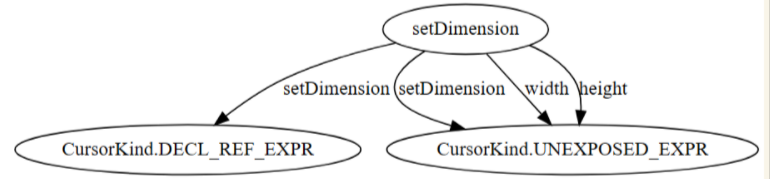 setDimension
setDimension setDimension width height
CursorKind.DECL_REF_EXPR CursorKind.UNEXPOSED_EXPR